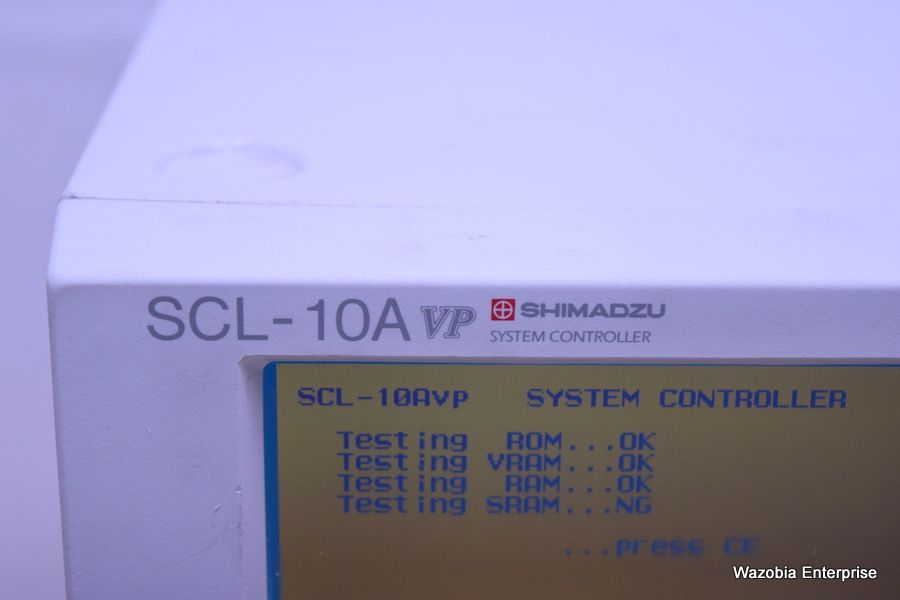 SCL-10A VP SHIMADZU
SYSTEM CONTROLLER
SCL-10Avp SYSTEM CONTROLLER
Testing ROM...OK
Testing VRAM...OK
Testing RAM...OK
Testing SRAM...NG
...press CE
Wazobia Enterprise